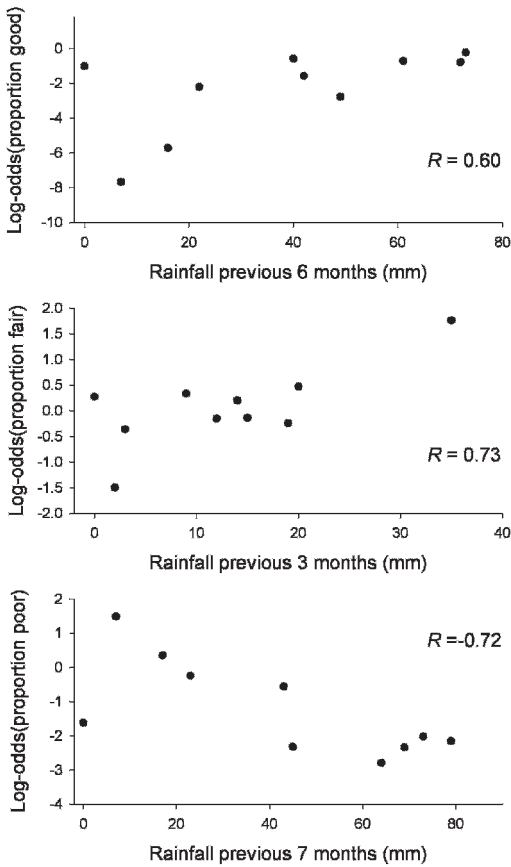 Log-odds(proportion good)
0
-2
-4
-6
-8
-10
R = 0.60
0 20 40 60 80
Rainfall previous 6 months (mm)
Log-odds(proportion fair)
2.0
1.5
1.0
0.5
0.0
-0.5
-1.0
-1.5
-2.0
R = 0.73
0 10 20 30 40
Rainfall previous 3 months (mm)
Log-odds(proportion poor)
2
1
0
-1
-2
-3
-4
R =-0.72
0 20 40 60 80
Rainfall previous 7 months (mm)